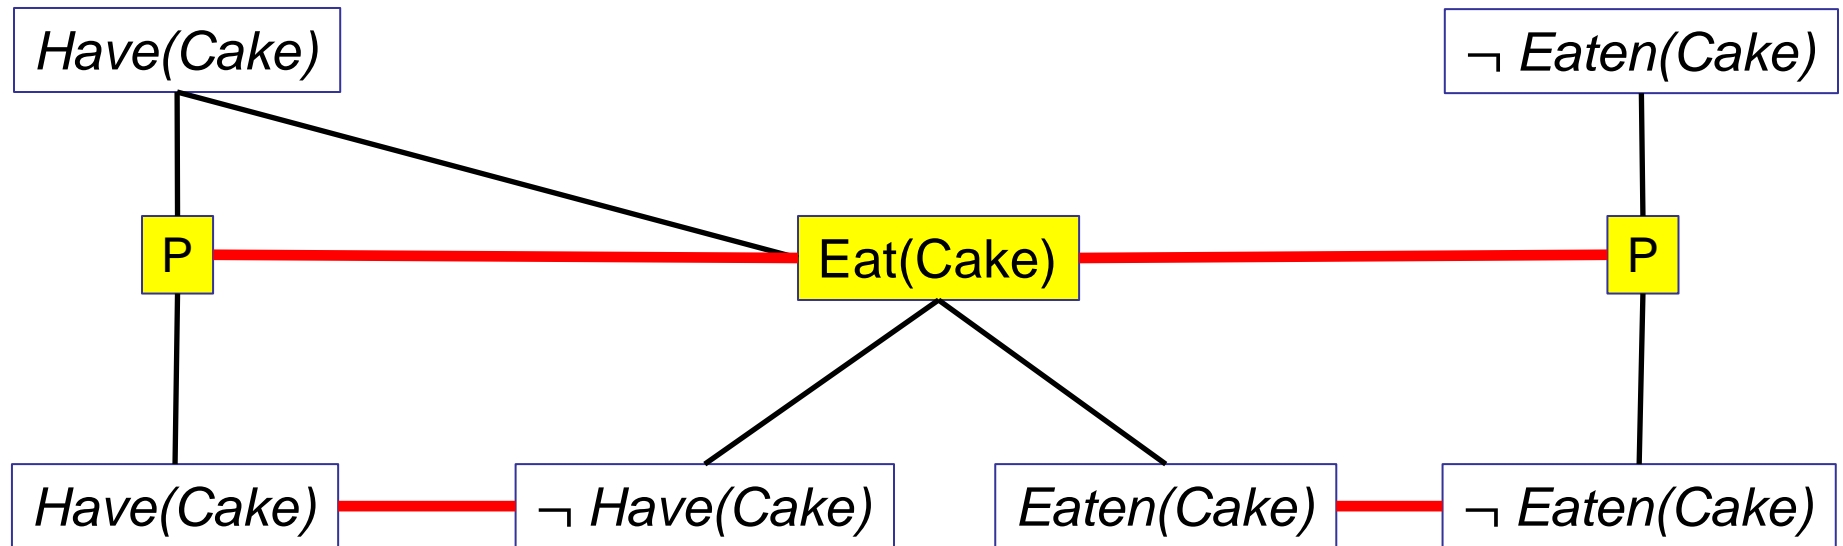 Have(Cake)
¬ Eaten(Cake)
P
Eat(Cake)
P
Have(Cake)
¬ Have(Cake)
Eaten(Cake)
¬ Eaten(Cake)